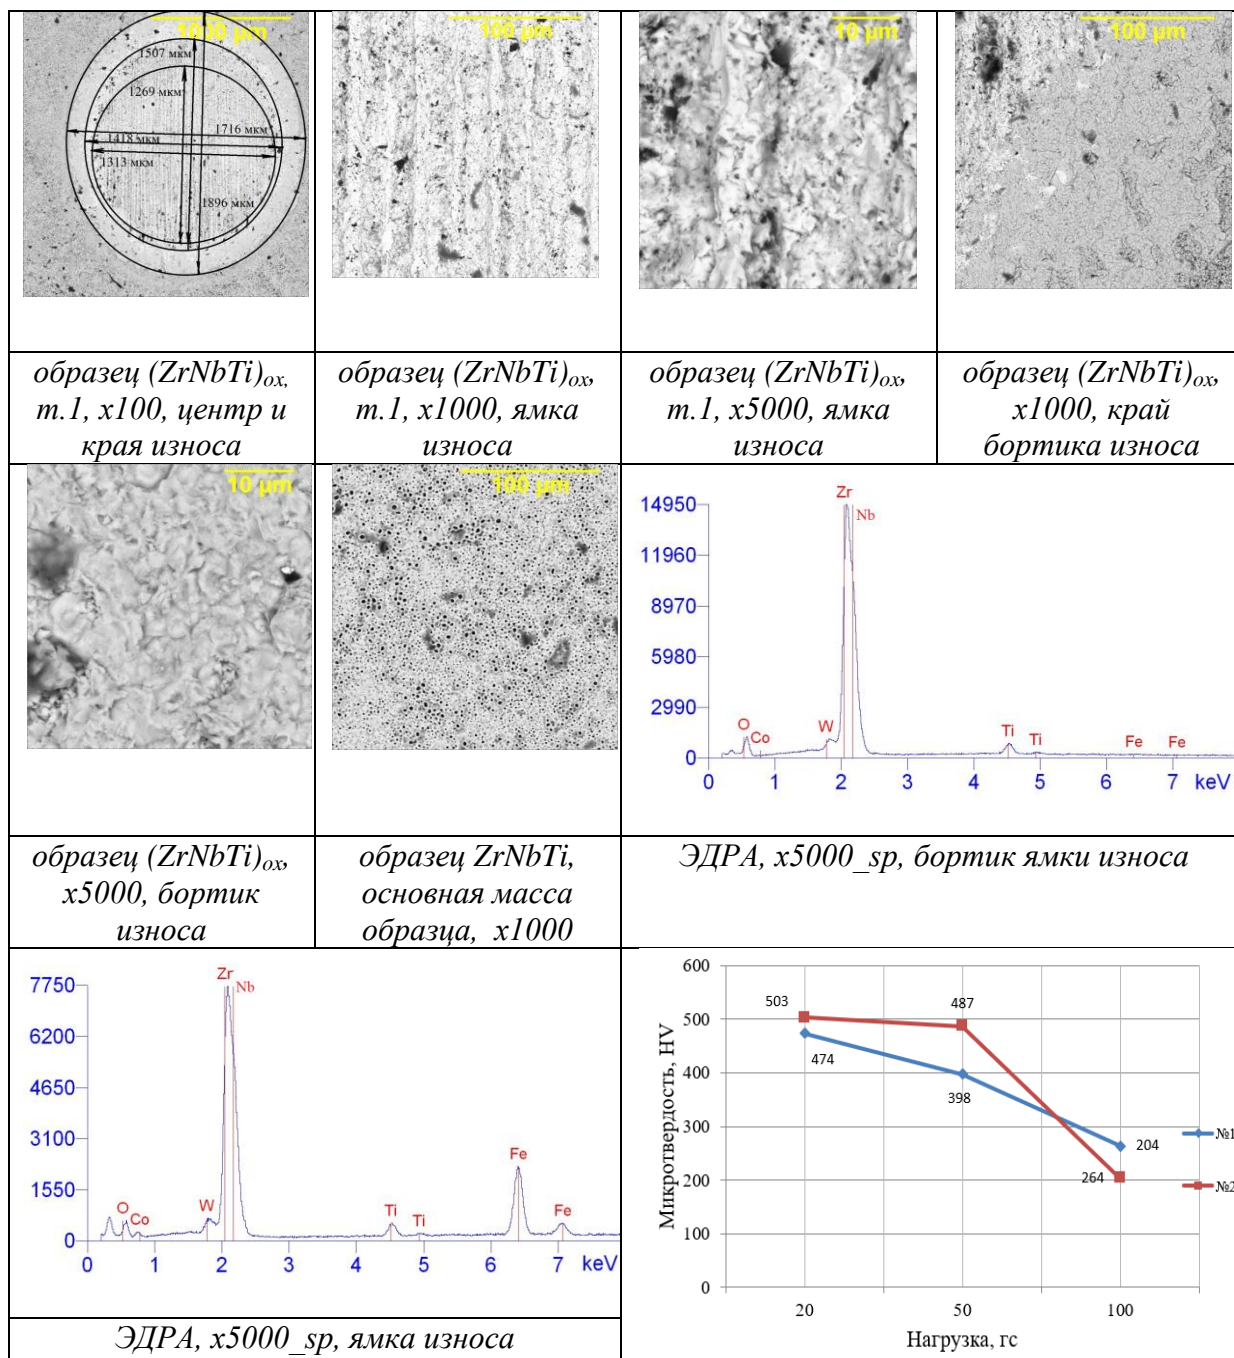 1000 µm
1507 мкм
1269 мкм
1716 мкм
1418 мкм
1313 мкм
1896 мкм
100 µm
10 µm
100 µm
образец (ZrNbTi)ox,
т.1, x100, центр и
края износа
образец (ZrNbTi)ox,
т.1, x1000, ямка
износа
образец (ZrNbTi)ox,
т.1, x5000, ямка
износа
образец (ZrNbTi)ox,
x1000, край
бортика износа
10 µm
100 µm
14950
11960
8970
5980
2990
0
Zr
Nb
O
Co
W
Ti
Ti
Fe
Fe
0 1 2 3 4 5 6 7 keV
образец (ZrNbTi)ox,
x5000, бортик
износа
образец ZrNbTi,
основная масса
образца, x1000
ЭДРА, x5000_sp, бортик ямки износа
7750
6200
4650
3100
1550
0
Zr
Nb
O
Co
W
Ti
Ti
Fe
Fe
0 1 2 3 4 5 6 7 keV
ЭДРА, x5000_sp, ямка износа
Микротвердость, HV
600
500
400
300
200
100
0
503
487
474
398
204
264
№1
№2
20 50 100
Нагрузка, гс